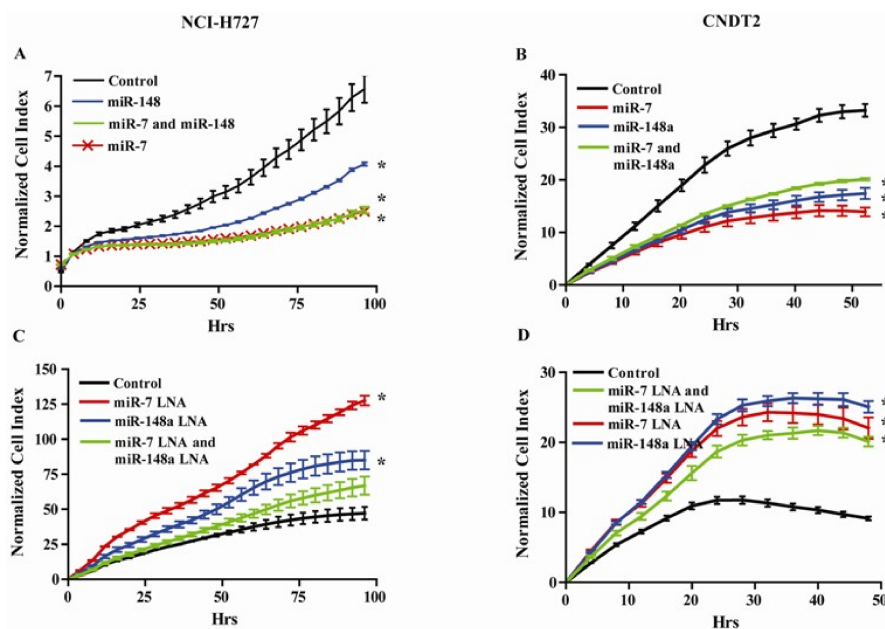 NCI-H727
CNDT2
A
Control
miR-148
miR-7 and miR-148
miR-7
Normalized Cell Index
7
6
5
4
3
2
1
0
0 25 50 75 100
Hrs
*
*
*
B
Control
miR-7
miR-148a
miR-7 and
miR-148a
Normalized Cell Index
40
30
20
10
0
0 10 20 30 40 50
Hrs
*
*
*
C
Control
miR-7 LNA
miR-148a LNA
miR-7 LNA and
miR-148a LNA
Normalized Cell Index
150
125
100
75
50
25
0
0 25 50 75 100
Hrs
*
*
D
Control
miR-7 LNA and
miR-148a LNA
miR-7 LNA
miR-148a LNA
Normalized Cell Index
30
20
10
0
0 10 20 30 40 50
Hrs
*
*
*